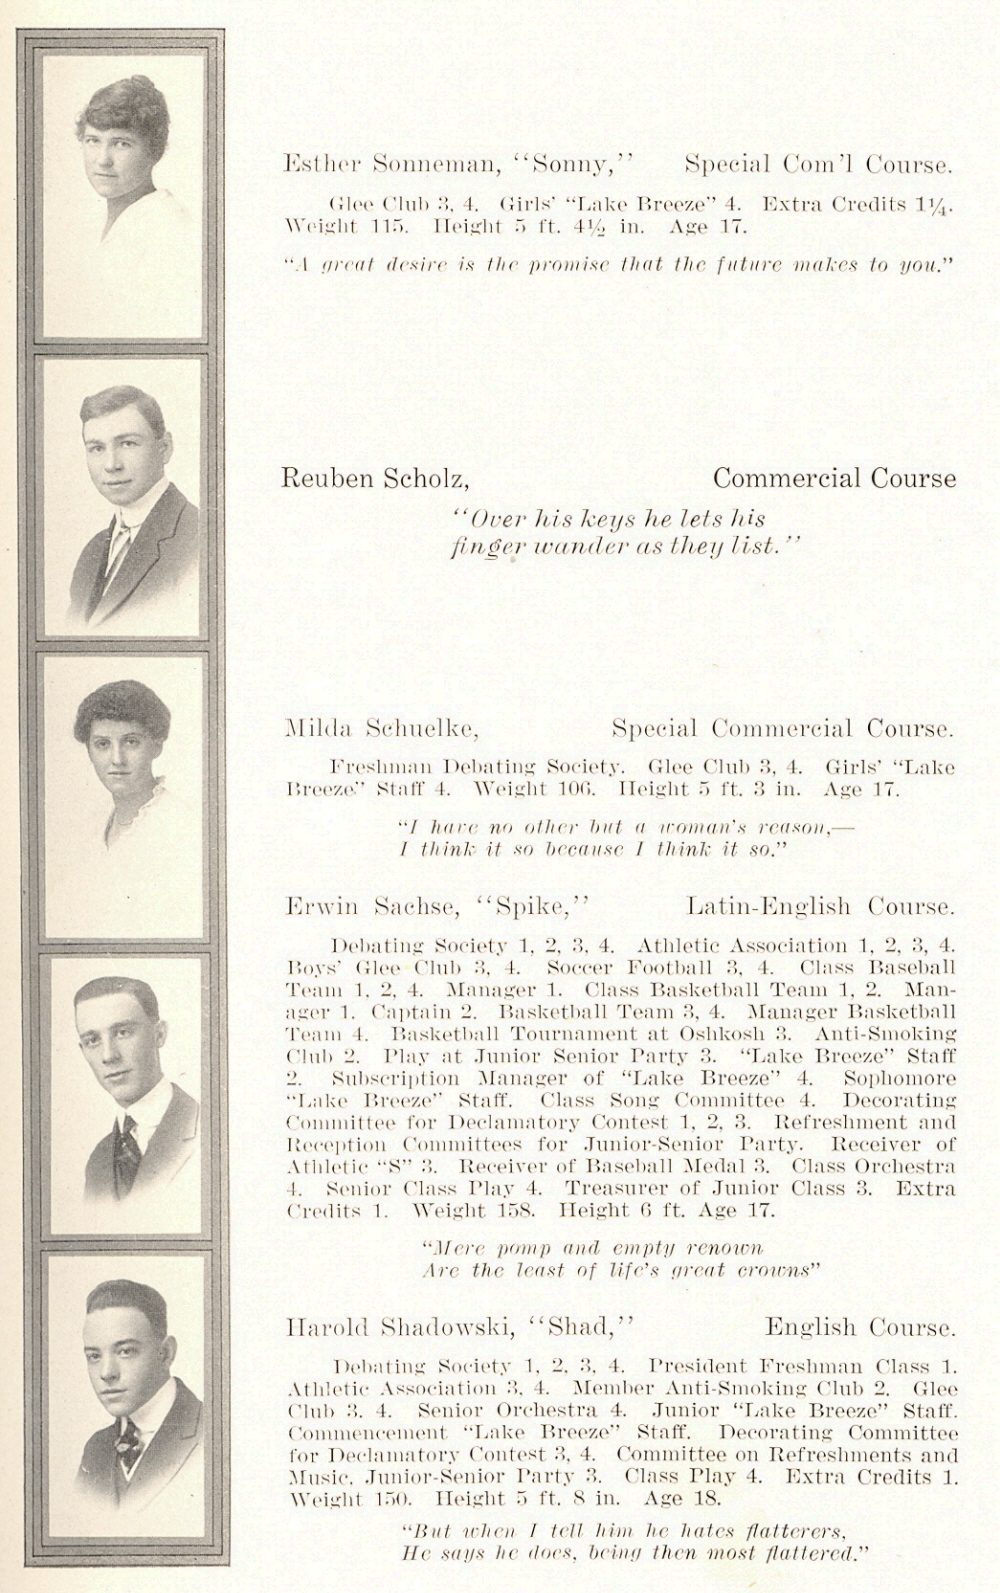 Esther Sonneman, "Sonny," Special Com'l Course.
Glee Club 3, 4. Girls' "Lake Breeze" 4. Extra Credits 1¼.
Weight 115. Height 5 ft. 4½ in. Age 17.
"A great desire is the promise that the future makes to you."
Reuben Scholz, Commercial Course
"Over his keys he lets his
finger wander as they list."
Milda Schuelke, Special Commercial Course.
Freshman Debating Society. Glee Club 3, 4. Girls' "Lake
Breeze" Staff 4. Weight 106. Height 5 ft. 3 in. Age 17.
"I have no other but a woman's reason,—
I think it so because I think it so."
Erwin Sachse, "Spike," Latin-English Course.
Debating Society 1, 2, 3, 4. Athletic Association 1, 2, 3, 4.
Boys' Glee Club 3, 4. Soccer Football 3, 4. Class Baseball
Team 1, 2, 4. Manager 1. Class Basketball Team 1, 2. Man-
ager 1. Captain 2. Basketball Team 3, 4. Manager Basketball
Team 4. Basketball Tournament at Oshkosh 3. Anti-Smoking
Club 2. Play at Junior Senior Party 3. "Lake Breeze" Staff
2. Subscription Manager of "Lake Breeze" 4. Sophomore
"Lake Breeze" Staff. Class Song Committee 4. Decorating
Committee for Declamatory Contest 1, 2, 3. Refreshment and
Reception Committees for Junior-Senior Party. Receiver of
Athletic "S" 3. Receiver of Baseball Medal 3. Class Orchestra
4. Senior Class Play 4. Treasurer of Junior Class 3. Extra
Credits 1. Weight 158. Height 6 ft. Age 17.
"Mere pomp and empty renown
Are the least of life's great crowns"
Harold Shadowski, "Shad," English Course.
Debating Society 1, 2, 3, 4. President Freshman Class 1.
Athletic Association 3, 4. Member Anti-Smoking Club 2. Glee
Club 3, 4. Senior Orchestra 4. Junior "Lake Breeze" Staff.
Commencement "Lake Breeze" Staff. Decorating Committee
for Declamatory Contest 3, 4. Committee on Refreshments and
Music, Junior-Senior Party 3. Class Play 4. Extra Credits 1.
Weight 150. Height 5 ft. 8 in. Age 18.
"But when I tell him he hates flatterers,
He says he does, being then most flattered."